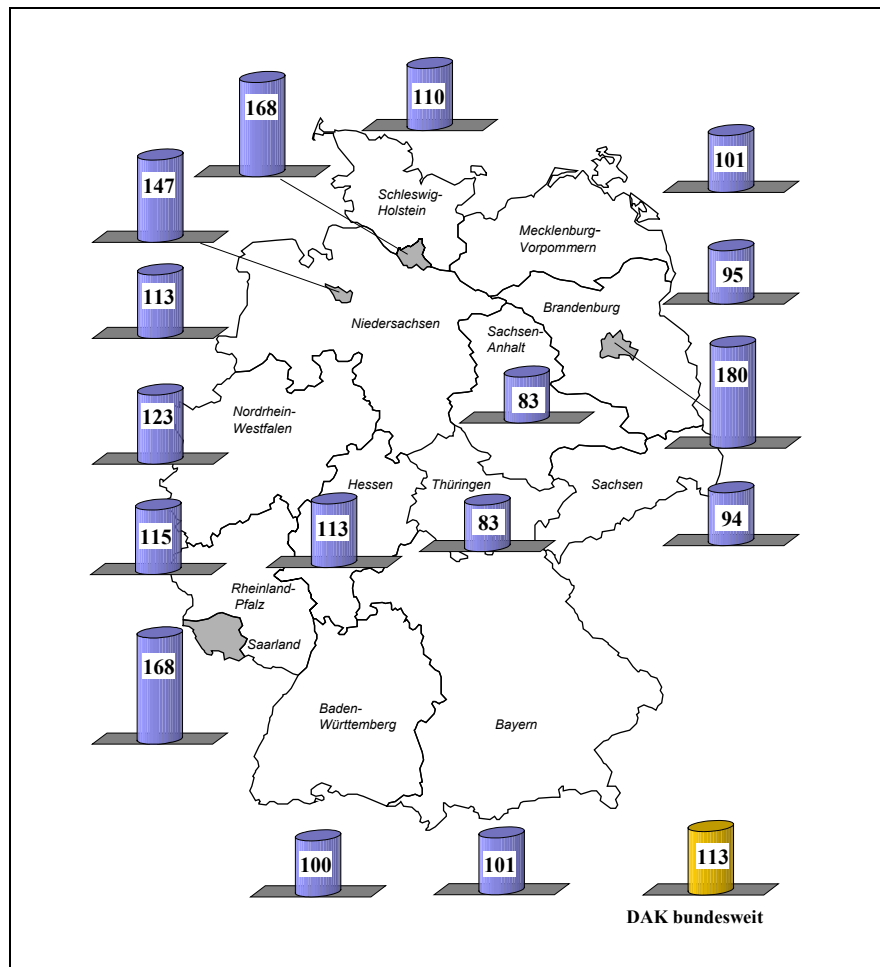 110
168
101
147
Schleswig-
Holstein
Mecklenburg-
Vorpommern
95
113
Brandenburg
Niedersachsen
Sachsen-
Anhalt
180
83
123
Nordrhein-
Westfalen
Hessen
Thüringen
Sachsen
94
115
113
83
Rheinland-
Pfalz
Saarland
168
Baden-
Württemberg
Bayern
100
101
113
DAK bundesweit